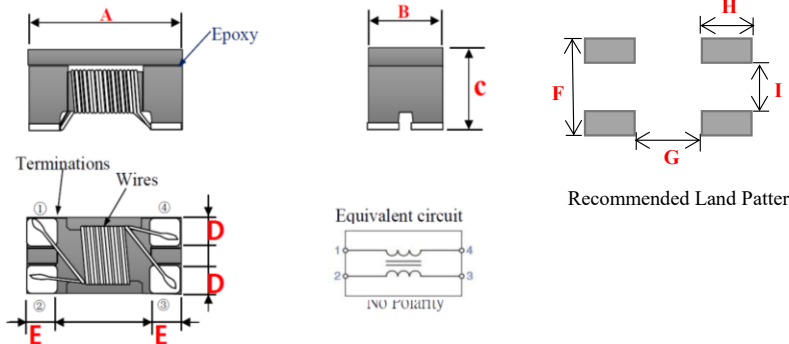 A
Epoxy
B
C
H
F
I
G
Recommended Land Patter
Terminations
Wires
① ④
D
D
② ③
E E
Equivalent circuit
1 4
2 3
No Polarity